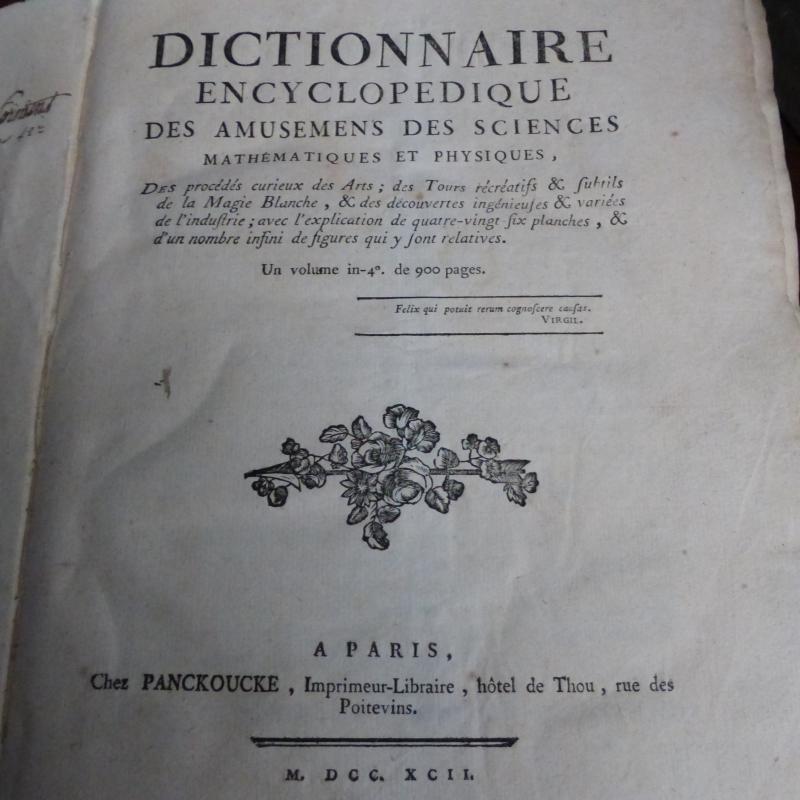 DICTIONNAIRE
ENCYCLOPEDIQUE
DES AMUSEMENS DES SCIENCES
MATHÉMATIQUES ET PHYSIQUES,
Des procédés curieux des Arts ; des Tours récréatifs & ſubtils
de la Magie Blanche, & des découvertes ingénieuſes & variées
de l'induſtrie ; avec l'explication de quatre-vingt ſix planches, &
d'un nombre infini de figures qui y ſont relatives.
Un volume in-4°. de 900 pages.
Felix qui potuit rerum cognoſcere cauſas.
VIRGIL.
A PARIS,
Chez PANCKOUCKE, Imprimeur-Libraire, hôtel de Thou, rue des
Poitevins.
M. DCC. XCII.